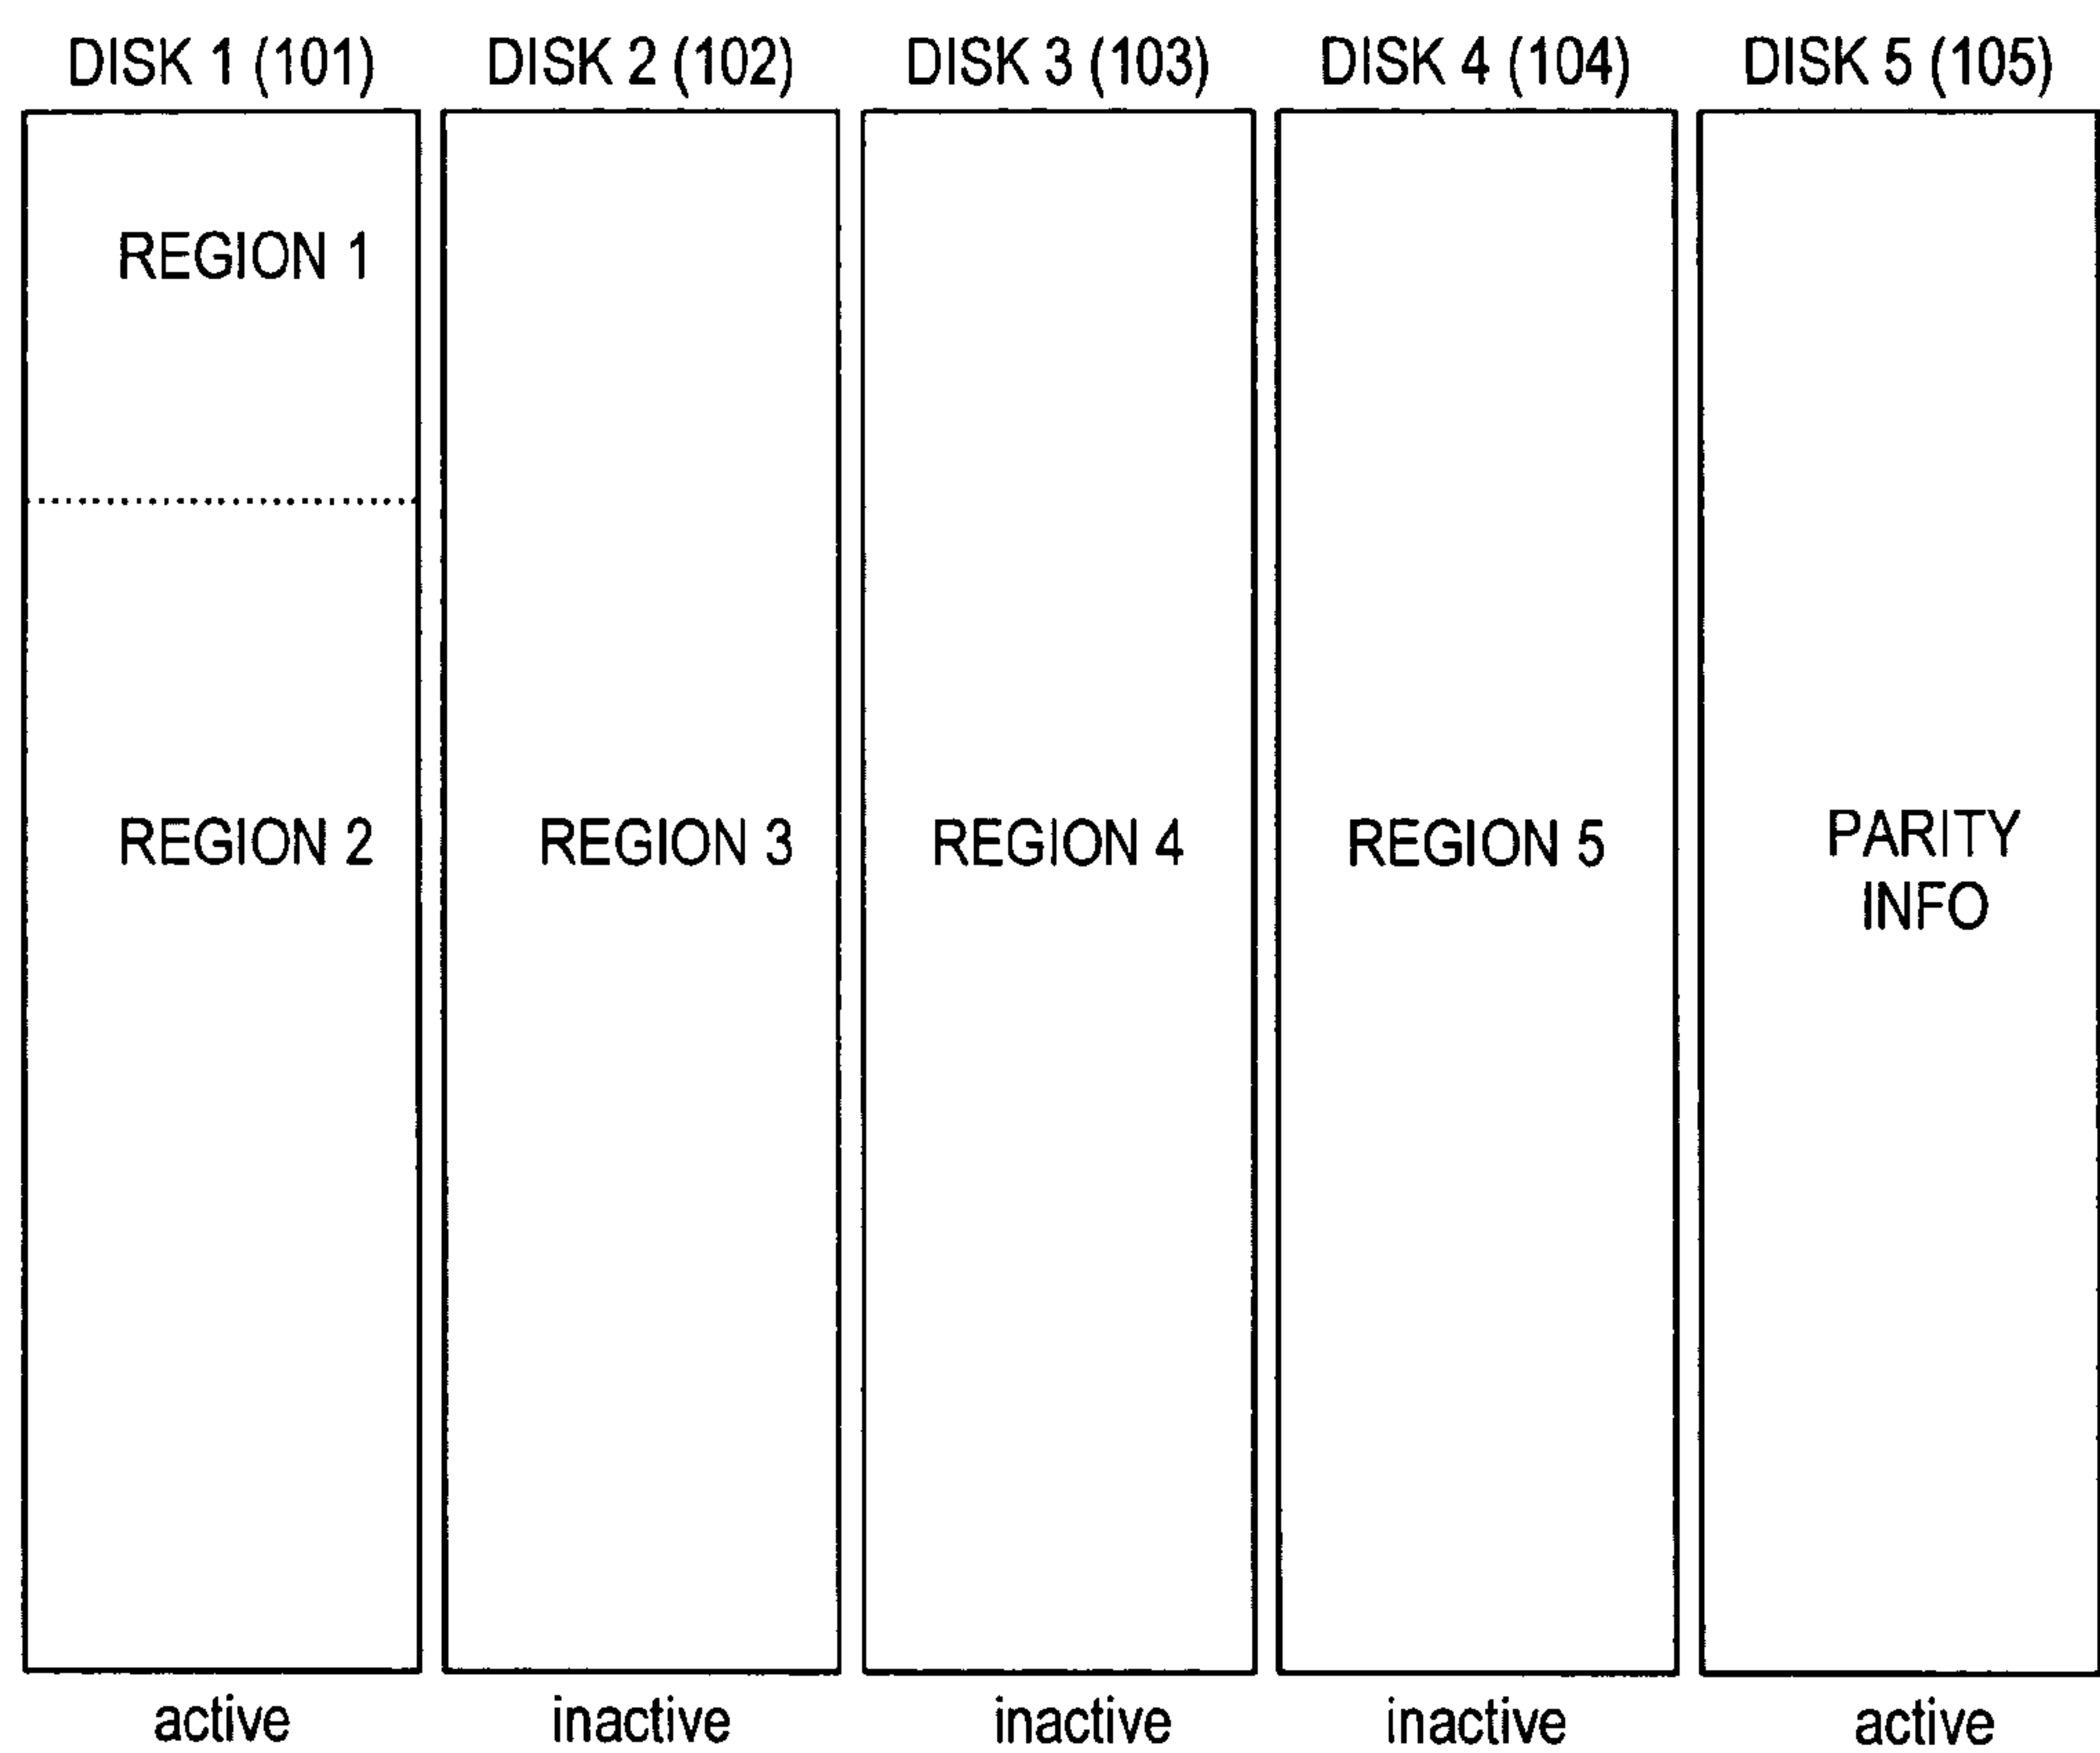 DISK 1 (101) DISK 2 (102) DISK 3 (103) DISK 4 (104) DISK 5 (105)
REGION 1
REGION 2 REGION 3 REGION 4 REGION 5 PARITY
INFO
active inactive inactive inactive active